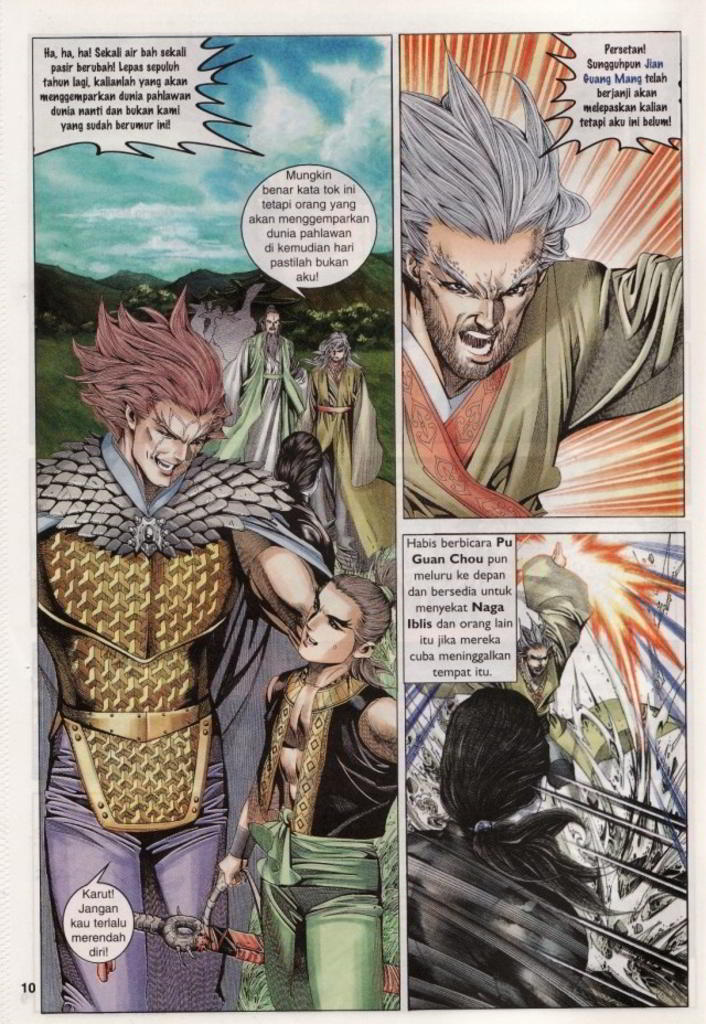 Ha, ha, ha! Sekali air bah sekali
pasir berubah! Lepas sepuluh
tahun lagi, kalianlah yang akan
menggemparkan dunia pahlawan
dunia nanti dan bukan kami
yang sudah berumur ini!
Mungkin
benar kata tok ini
tetapi orang yang
akan menggemparkan
dunia pahlawan
di kemudian hari
pastilah bukan
aku!
Karut!
Jangan
kau terlalu
merendah
diri!
Persetan!
Sungguhpun Jian
Guang Mang telah
berjanji akan
melepaskan kalian
tetapi aku ini belum!
Habis berbicara Pu
Guan Chou pun
meluru ke depan
dan bersedia untuk
menyekat Naga
Iblis dan orang lain
itu jika mereka
cuba meninggalkan
tempat itu.
10